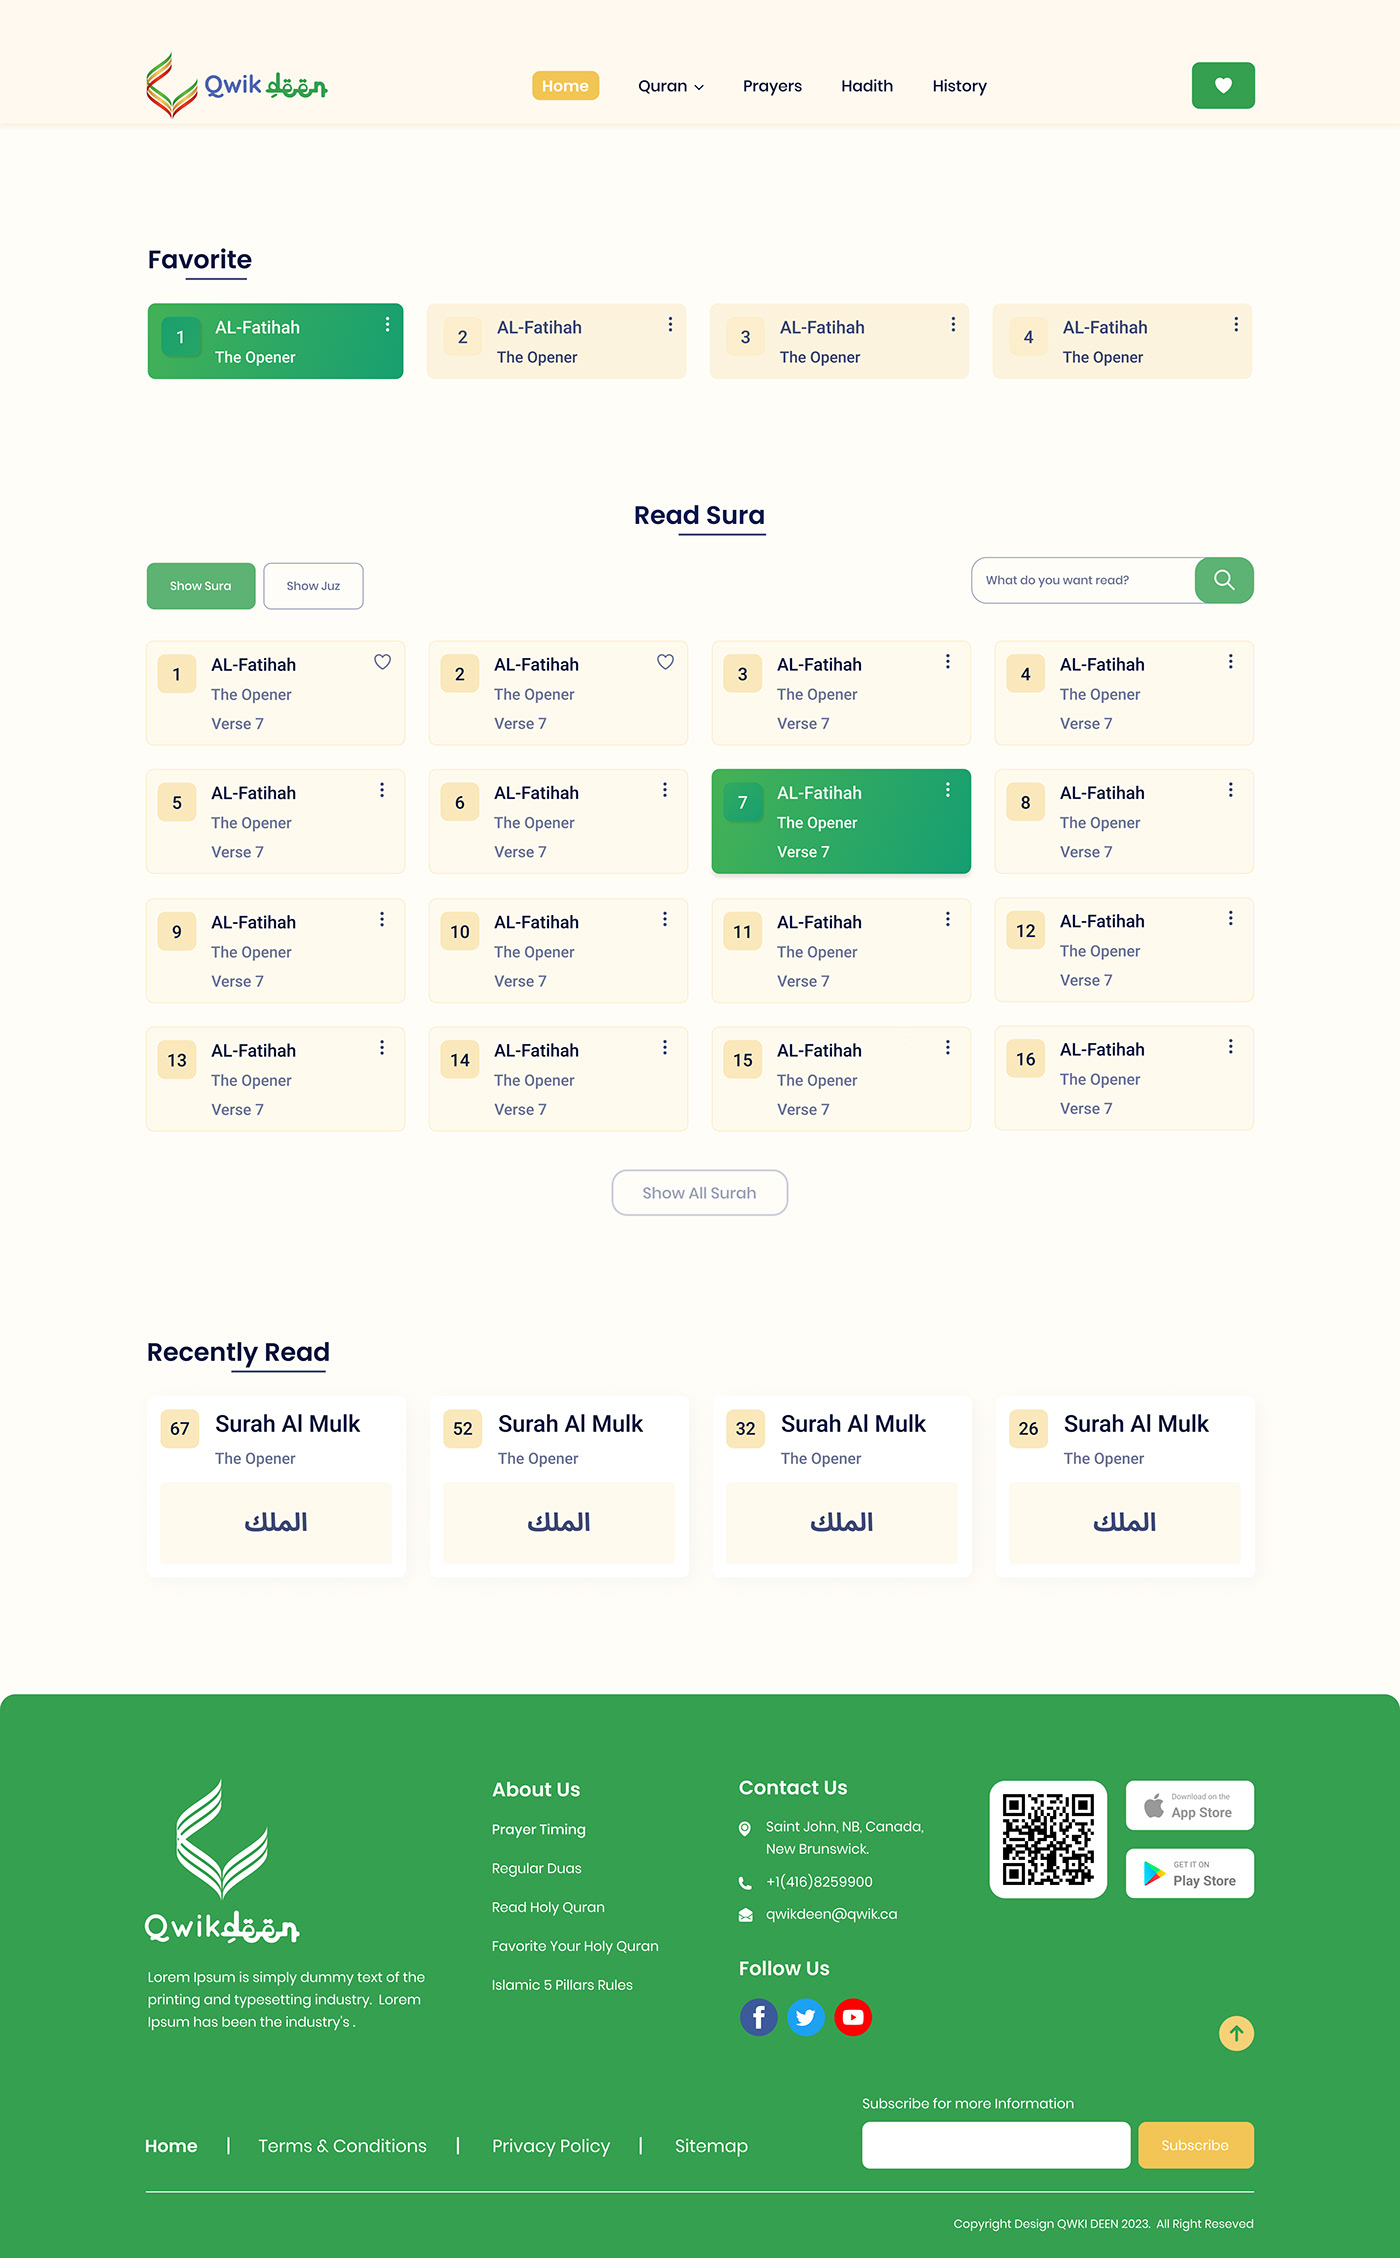 Qwik deen
Home
Quran
Prayers
Hadith
History
Favorite
1
AL-Fatihah
The Opener
2
AL-Fatihah
The Opener
3
AL-Fatihah
The Opener
4
AL-Fatihah
The Opener
Read Sura
Show Sura
Show Juz
What do you want read?
1
AL-Fatihah
The Opener
Verse 7
2
AL-Fatihah
The Opener
Verse 7
3
AL-Fatihah
The Opener
Verse 7
4
AL-Fatihah
The Opener
Verse 7
5
AL-Fatihah
The Opener
Verse 7
6
AL-Fatihah
The Opener
Verse 7
7
AL-Fatihah
The Opener
Verse 7
8
AL-Fatihah
The Opener
Verse 7
9
AL-Fatihah
The Opener
Verse 7
10
AL-Fatihah
The Opener
Verse 7
11
AL-Fatihah
The Opener
Verse 7
12
AL-Fatihah
The Opener
Verse 7
13
AL-Fatihah
The Opener
Verse 7
14
AL-Fatihah
The Opener
Verse 7
15
AL-Fatihah
The Opener
Verse 7
16
AL-Fatihah
The Opener
Verse 7
Show All Surah
Recently Read
67
Surah Al Mulk
The Opener
الملك
52
Surah Al Mulk
The Opener
الملك
32
Surah Al Mulk
The Opener
الملك
26
Surah Al Mulk
The Opener
الملك
Qwikdeen
Lorem Ipsum is simply dummy text of the
printing and typesetting industry. Lorem
Ipsum has been the industry's .
About Us
Prayer Timing
Regular Duas
Read Holy Quran
Favorite Your Holy Quran
Islamic 5 Pillars Rules
Contact Us
Saint John, NB, Canada,
New Brunswick.
+1(416)8259900
qwikdeen@qwik.ca
Follow Us
Download on the
App Store
GET IT ON
Play Store
Home | Terms & Conditions | Privacy Policy | Sitemap
Subscribe for more Information
Subscribe
Copyright Design QWKI DEEN 2023. All Right Reseved